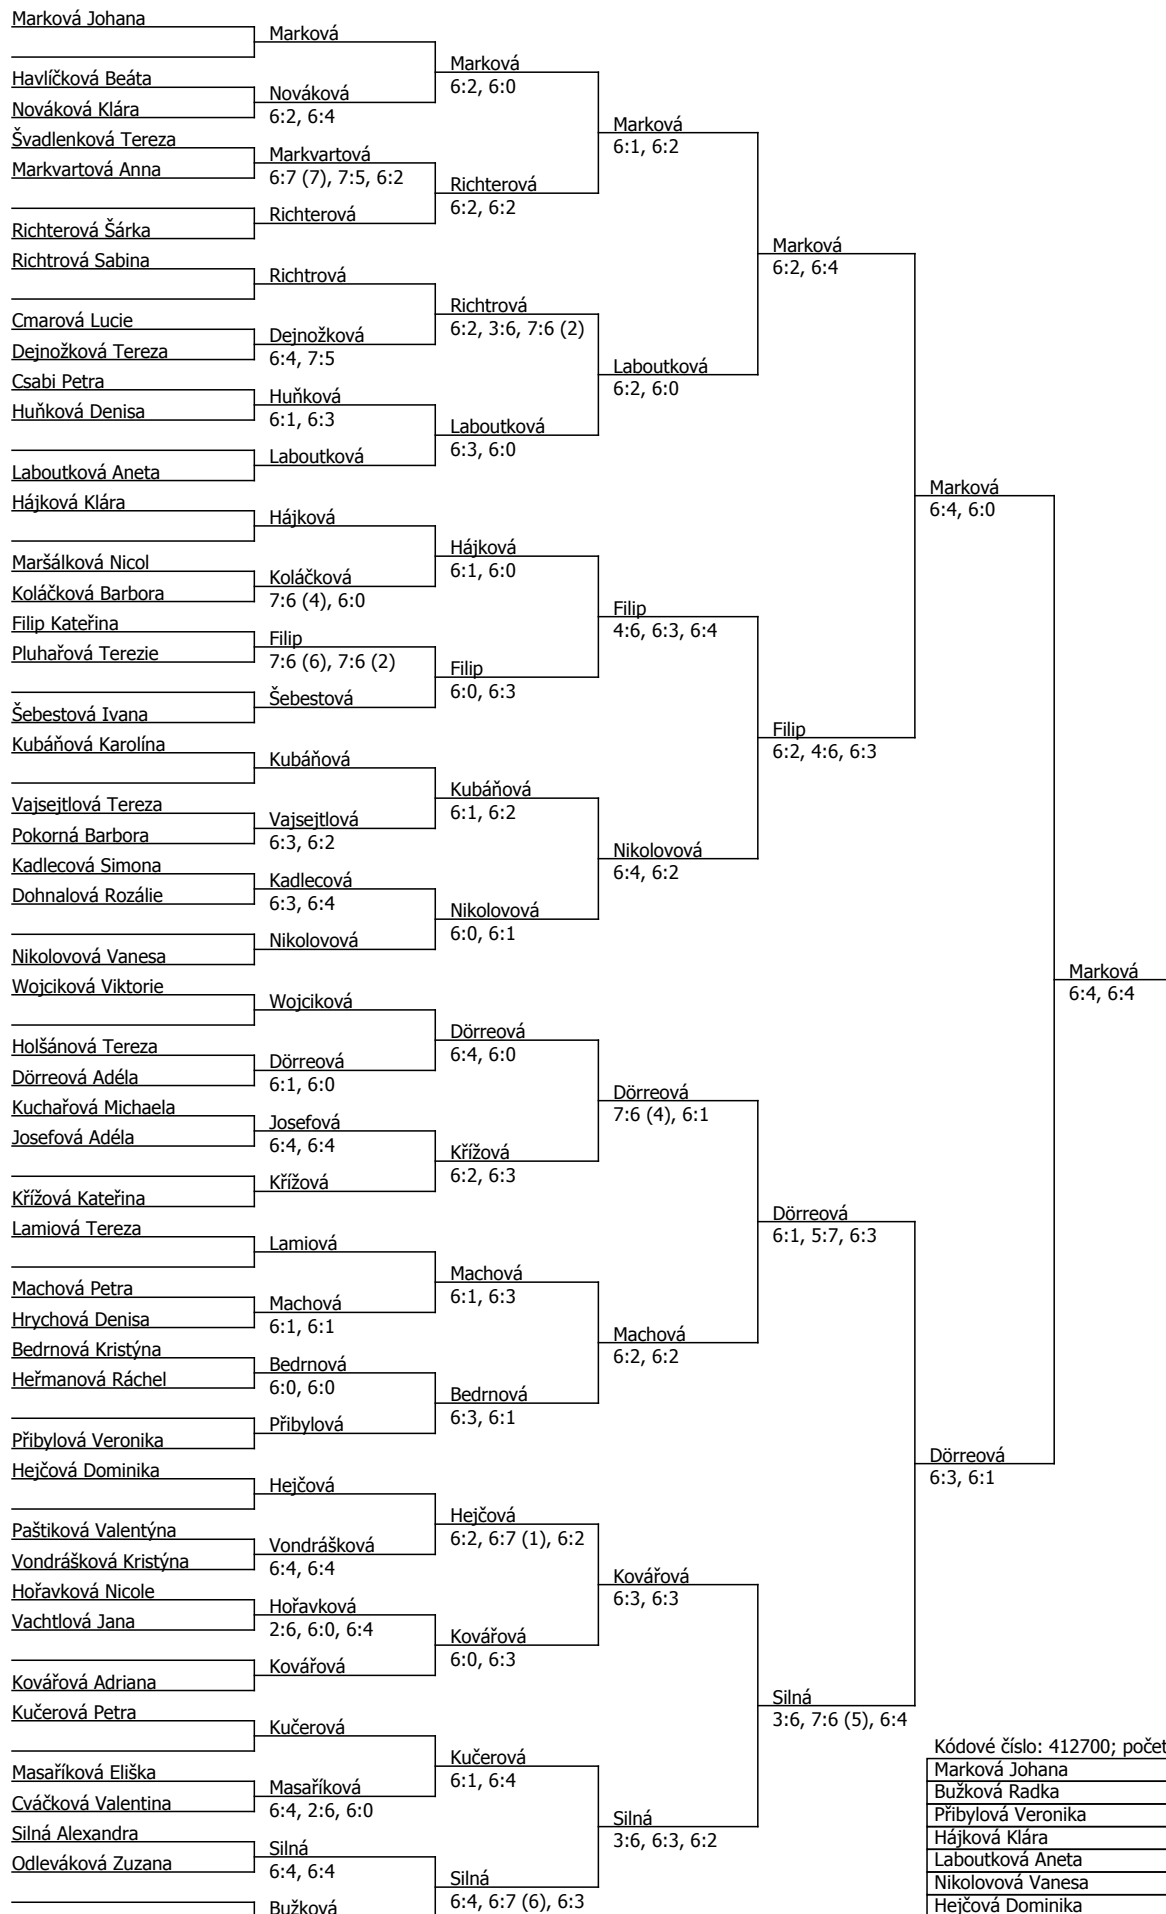 Marková Johana
Havlíčková Beáta
Nováková Klára
Švadlenková Tereza
Markvartová Anna
Richterová Šárka
Richtrová Sabina
Cmarová Lucie
Dejnožková Tereza
Csabi Petra
Huňková Denisa
Laboutková Aneta
Hájková Klára
Maršálková Nicol
Koláčková Barbora
Filip Kateřina
Pluhařová Terezie
Šebestová Ivana
Kubáňová Karolína
Vajsejtlová Tereza
Pokorná Barbora
Kadlecová Simona
Dohnalová Rozálie
Nikolovová Vanesa
Wojciková Viktorie
Holšánová Tereza
Dörreová Adéla
Kuchařová Michaela
Josefová Adéla
Křížová Kateřina
Lamiová Tereza
Machová Petra
Hrychová Denisa
Bedrnová Kristýna
Heřmanová Ráchel
Přibylová Veronika
Hejčová Dominika
Paštiková Valentýna
Vondrášková Kristýna
Hořavková Nicole
Vachtlová Jana
Kovářová Adriana
Kučerová Petra
Masaříková Eliška
Cváčková Valentina
Silná Alexandra
Odleváková Zuzana
Marková
Nováková
6:2, 6:4
Markvartová
6:7 (7), 7:5, 6:2
Richterová
Richtrová
Dejnožková
6:4, 7:5
Huňková
6:1, 6:3
Laboutková
Hájková
Koláčková
7:6 (4), 6:0
Filip
7:6 (6), 7:6 (2)
Šebestová
Kubáňová
Vajsejtlová
6:3, 6:2
Kadlecová
6:3, 6:4
Nikolovová
Wojciková
Dörreová
6:1, 6:0
Josefová
6:4, 6:4
Křížová
Lamiová
Machová
6:1, 6:1
Bedrnová
6:0, 6:0
Přibylová
Hejčová
Vondrášková
6:4, 6:4
Hořavková
2:6, 6:0, 6:4
Kovářová
Kučerová
Masaříková
6:4, 2:6, 6:0
Silná
6:4, 6:4
Bužková
Marková
6:2, 6:0
Richterová
6:2, 6:2
Richtrová
6:2, 3:6, 7:6 (2)
Laboutková
6:3, 6:0
Hájková
6:1, 6:0
Filip
6:0, 6:3
Kubáňová
6:1, 6:2
Nikolovová
6:0, 6:1
Dörreová
6:4, 6:0
Křížová
6:2, 6:3
Machová
6:1, 6:3
Bedrnová
6:3, 6:1
Hejčová
6:2, 6:7 (1), 6:2
Kovářová
6:0, 6:3
Kučerová
6:1, 6:4
Silná
6:4, 6:7 (6), 6:3
Marková
6:1, 6:2
Laboutková
6:2, 6:0
Filip
4:6, 6:3, 6:4
Nikolovová
6:4, 6:2
Dörreová
7:6 (4), 6:1
Machová
6:2, 6:2
Kovářová
6:3, 6:3
Silná
3:6, 6:3, 6:2
Marková
6:2, 6:4
Filip
6:2, 4:6, 6:3
Dörreová
6:1, 5:7, 6:3
Silná
3:6, 7:6 (5), 6:4
Marková
6:4, 6:0
Dörreová
6:3, 6:1
Marková
6:4, 6:4
Kódové číslo: 412700; počet
Marková Johana
Bužková Radka
Přibylová Veronika
Hájková Klára
Laboutková Aneta
Nikolovová Vanesa
Hejčová Dominika